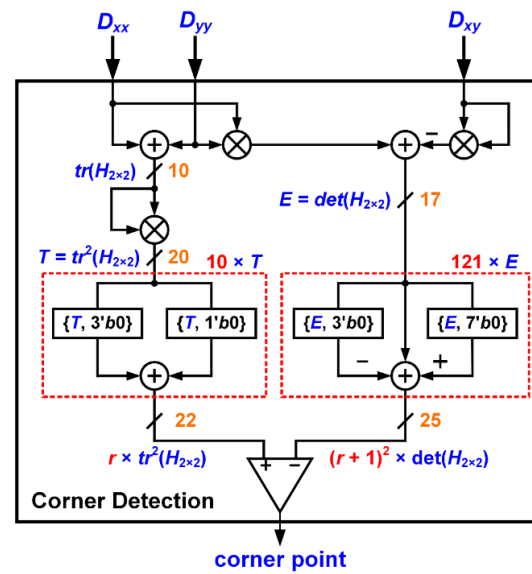 Dxx Dyy Dxy
+ + −
tr(H2×2) 10
E = det(H2×2) 17
T = tr²(H2×2) 20 10 × T 121 × E
{T, 3'b0} {T, 1'b0} {E, 3'b0} {E, 7'b0}
+ − + +
22 25
r × tr²(H2×2) (r + 1)² × det(H2×2)
+ −
Corner Detection
corner point